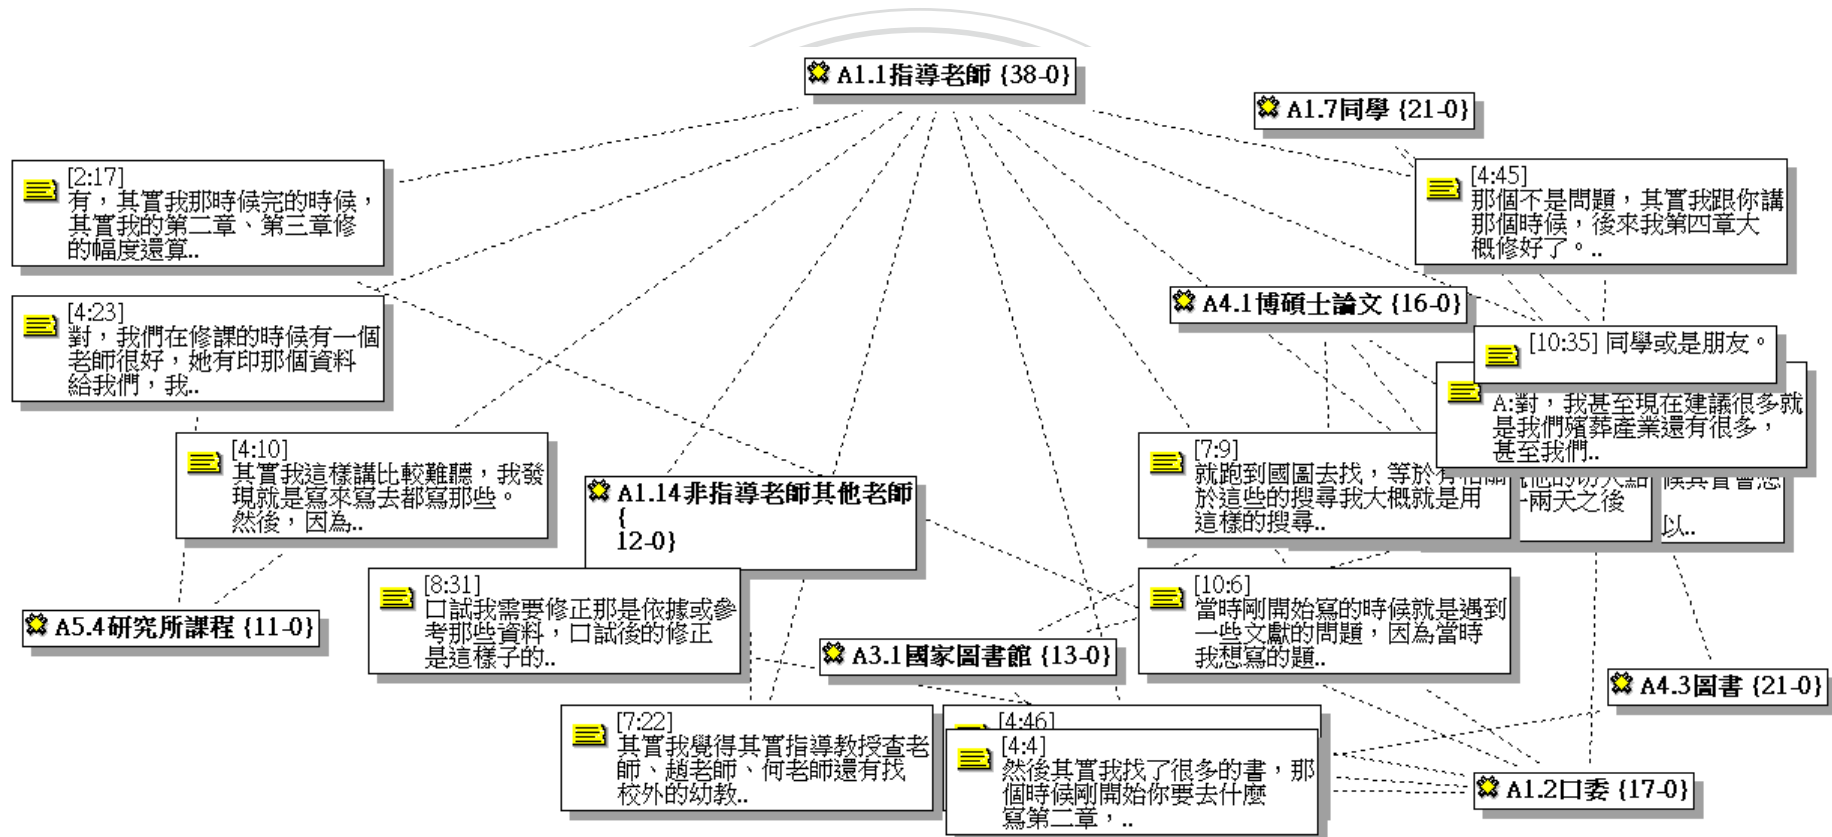 A1.1指導老師 {38-0}
A1.7同學 {21-0}
[2:17]
有，其實我那時候完的時候，
其實我的第二章、第三章修
的幅度還算..
[4:45]
那個不是問題，其實我跟你講
那個時候，後來我第四章大
概修好了。..
[4:23]
對，我們在修課的時候有一個
老師很好，她有印那個資料
給我們，我..
A4.1博碩士論文 {16-0}
[10:35] 同學或是朋友。
A:對，我甚至現在建議很多就
是我們殯葬產業還有很多，
甚至我們..
[4:10]
其實我這樣講比較難聽，我發
現就是寫來寫去都寫那些。
然後，因為..
A1.14非指導老師其他老師
{
12-0}
[7:9]
就跑到國圖去找，等於有相關
於這些的搜尋我大概就是用
這樣的搜尋..
兩天之後
以..
[8:31]
口試我需要修正那是依據或參
考那些資料，口試後的修正
是這樣子的..
[10:6]
當時剛開始寫的時候就是遇到
一些文獻的問題，因為當時
我想寫的題..
A5.4研究所課程 {11-0}
A3.1國家圖書館 {13-0}
A4.3圖書 {21-0}
[7:22]
其實我覺得其實指導教授查老
師、趙老師、何老師還有找
校外的幼教..
[4:46]
[4:4]
然後其實我找了很多的書，那
個時候剛開始你要去什麼
寫第二章，..
A1.2口委 {17-0}